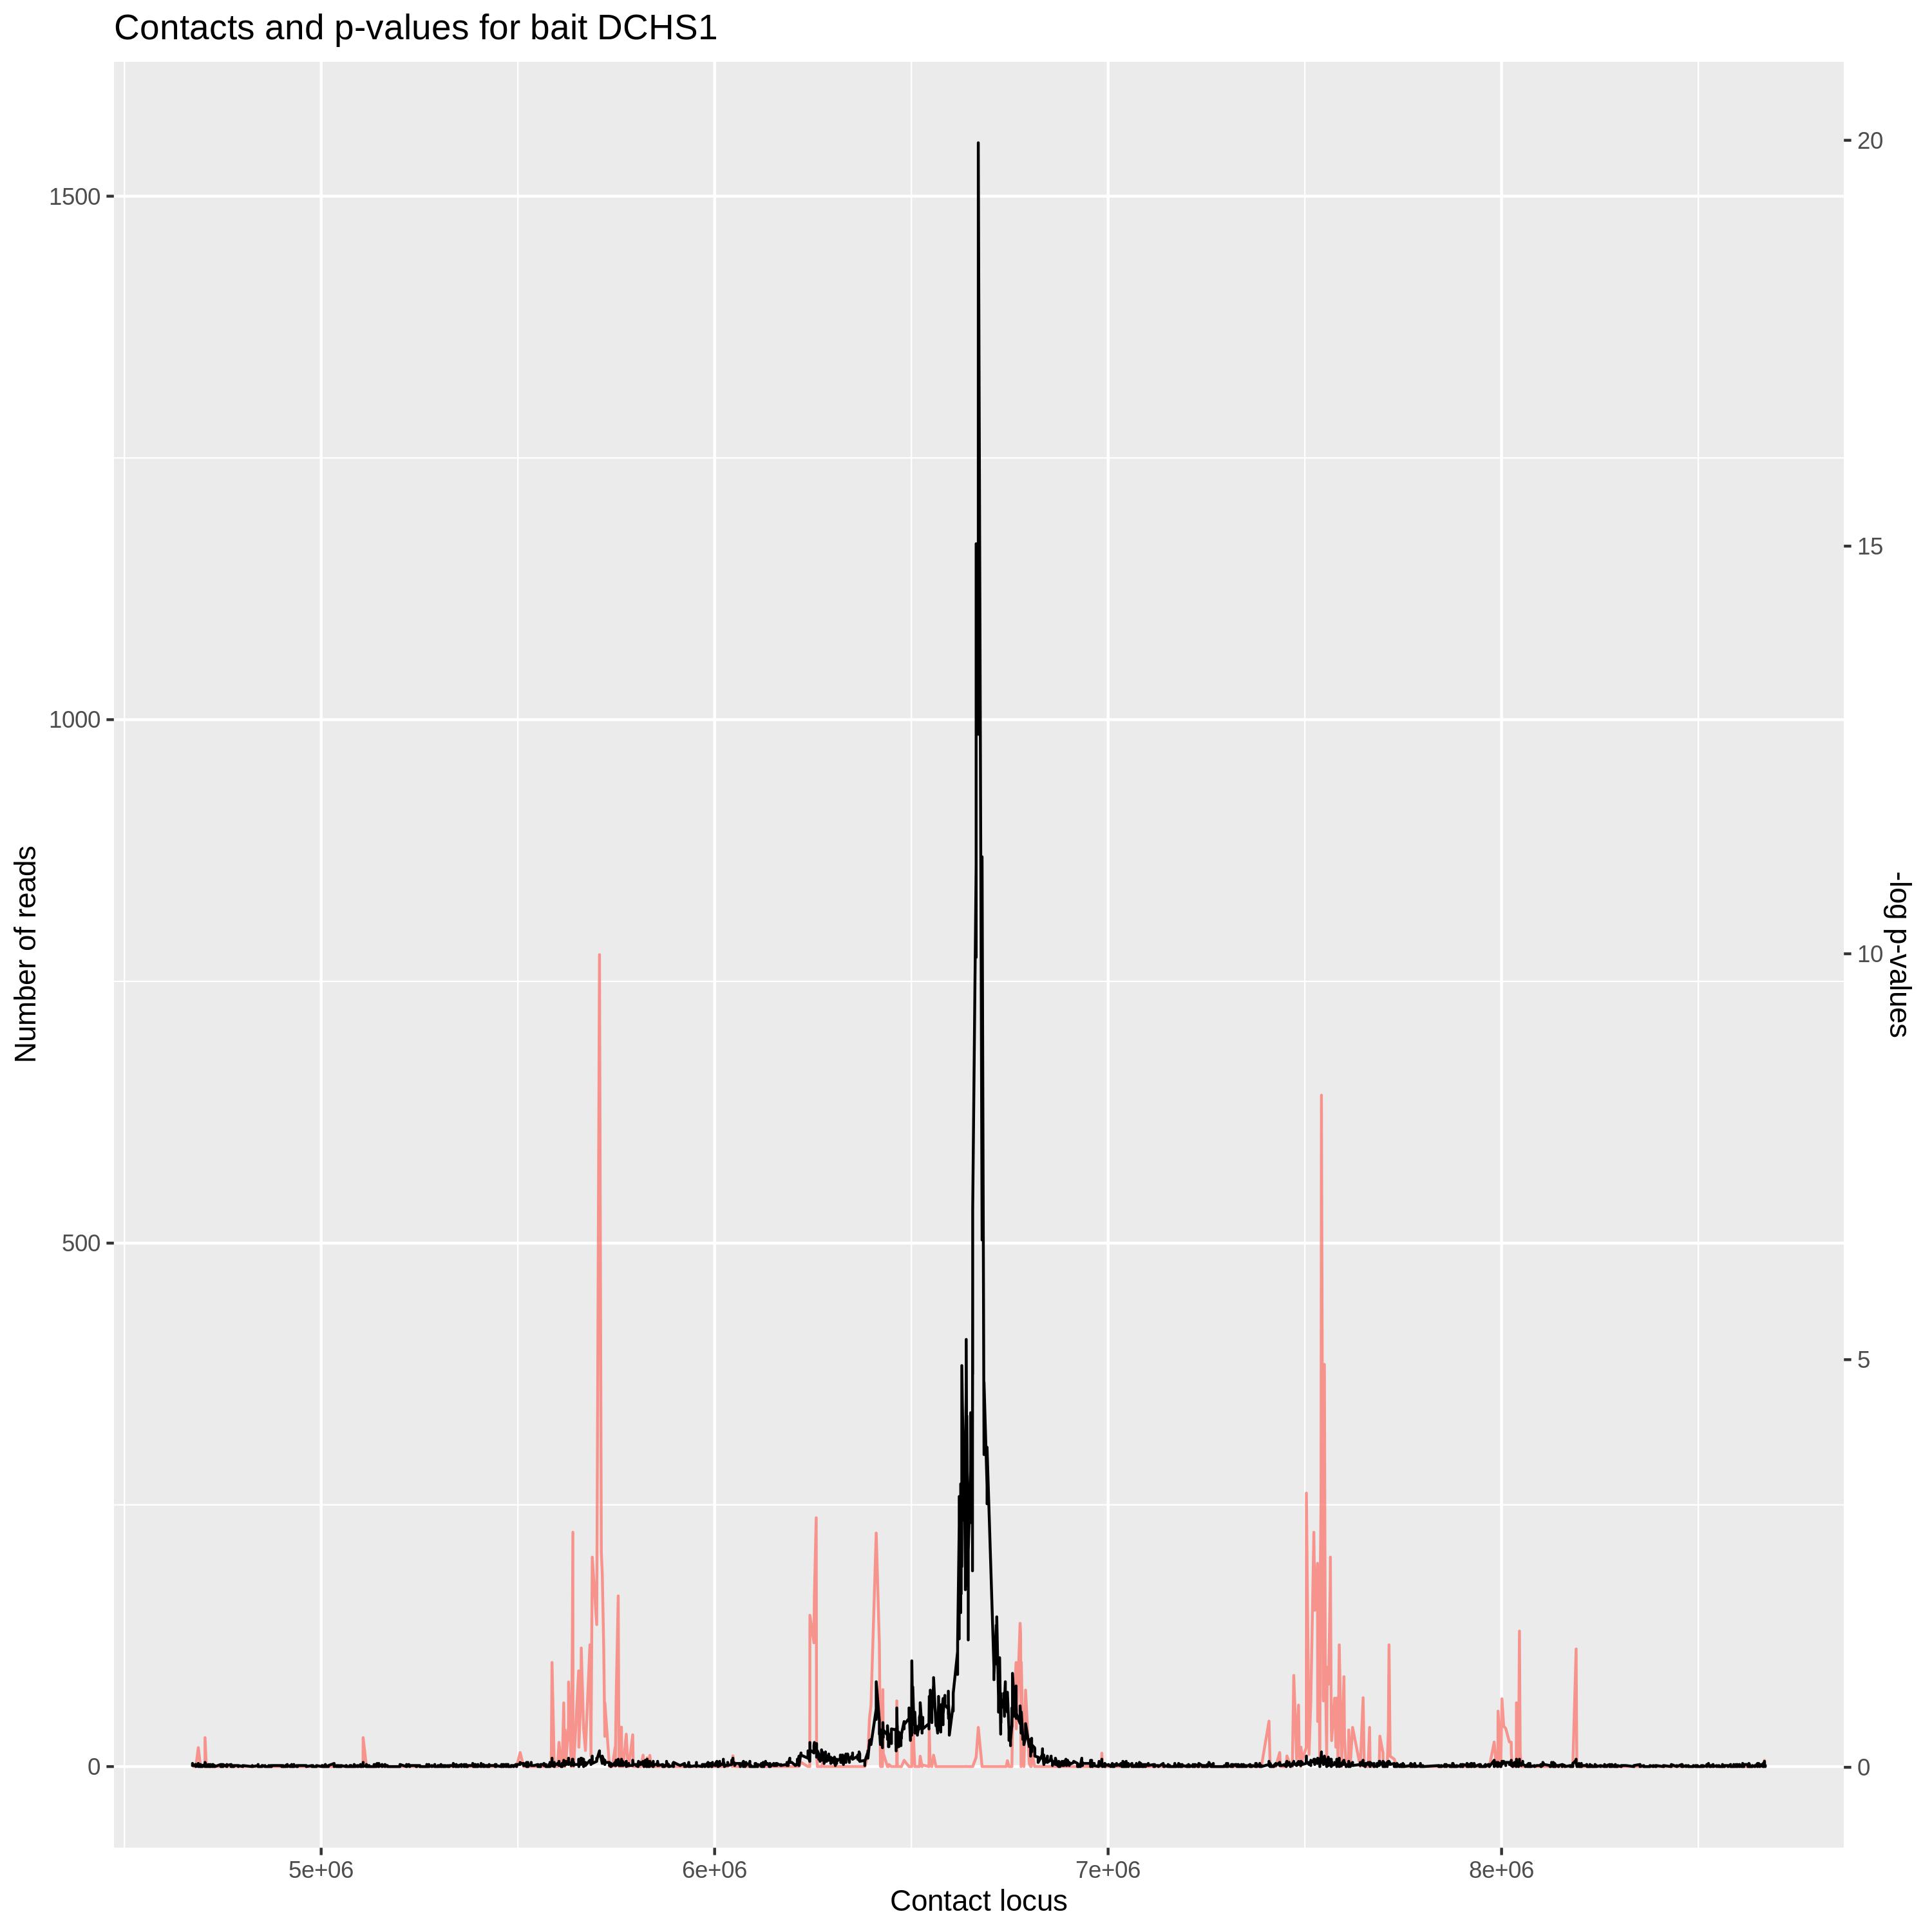 Contacts and p-values for bait DCHS1
1500
1000
500
0
Number of reads
20
15
10
5
0
-log p-values
5e+06
6e+06
7e+06
8e+06
Contact locus